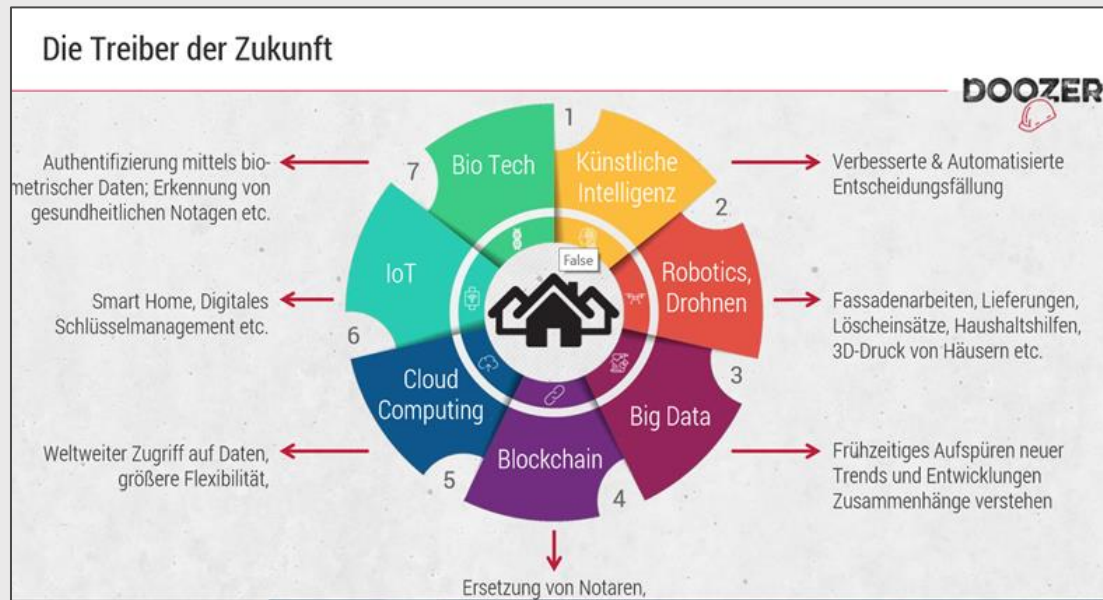 Die Treiber der Zukunft
DOOZER
1
Künstliche
Intelligenz
Verbesserte & Automatisierte
Entscheidungsfällung
2
Robotics,
Drohnen
Fassadenarbeiten, Lieferungen,
Löscheinsätze, Haushaltshilfen,
3D-Druck von Häusern etc.
3
Big Data
Frühzeitiges Aufspüren neuer
Trends und Entwicklungen
Zusammenhänge verstehen
4
Blockchain
Ersetzung von Notaren,
5
Cloud
Computing
Weltweiter Zugriff auf Daten,
größere Flexibilität,
6
IoT
Smart Home, Digitales
Schlüsselmanagement etc.
7
Bio Tech
Authentifizierung mittels bio-
metrischer Daten; Erkennung von
gesundheitlichen Notagen etc.
False